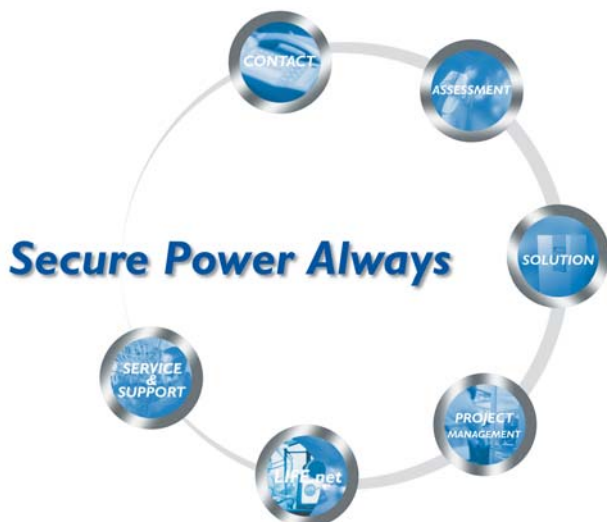 CONTACT
ASSESSMENT
SOLUTION
PROJECT
MANAGEMENT
LIFE.net
SERVICE
&
SUPPORT
Secure Power Always